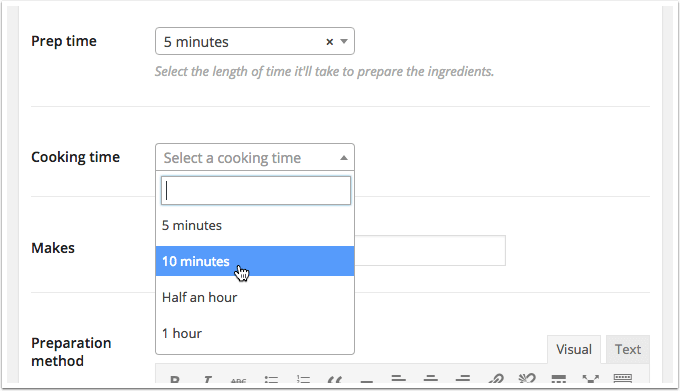 Prep time
5 minutes
Select the length of time it'll take to prepare the ingredients.
Cooking time
Select a cooking time
5 minutes
10 minutes
Makes
Half an hour
1 hour
Preparation
method
Visual
Text
B I ABC